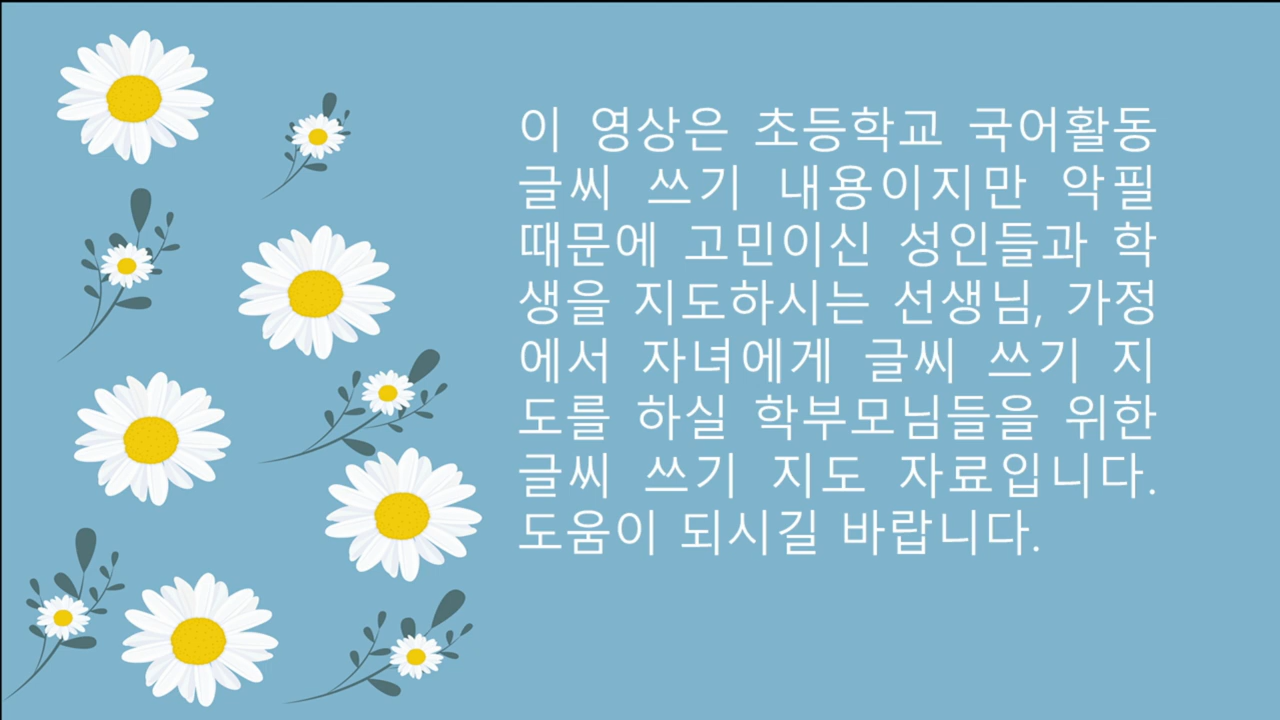 이 영상은 초등학교 국어활동
글씨 쓰기 내용이지만 악필
때문에 고민이신 성인들과 학
생을 지도하시는 선생님, 가정
에서 자녀에게 글씨 쓰기 지
도를 하실 학부모님들을 위한
글씨 쓰기 지도 자료입니다.
도움이 되시길 바랍니다.